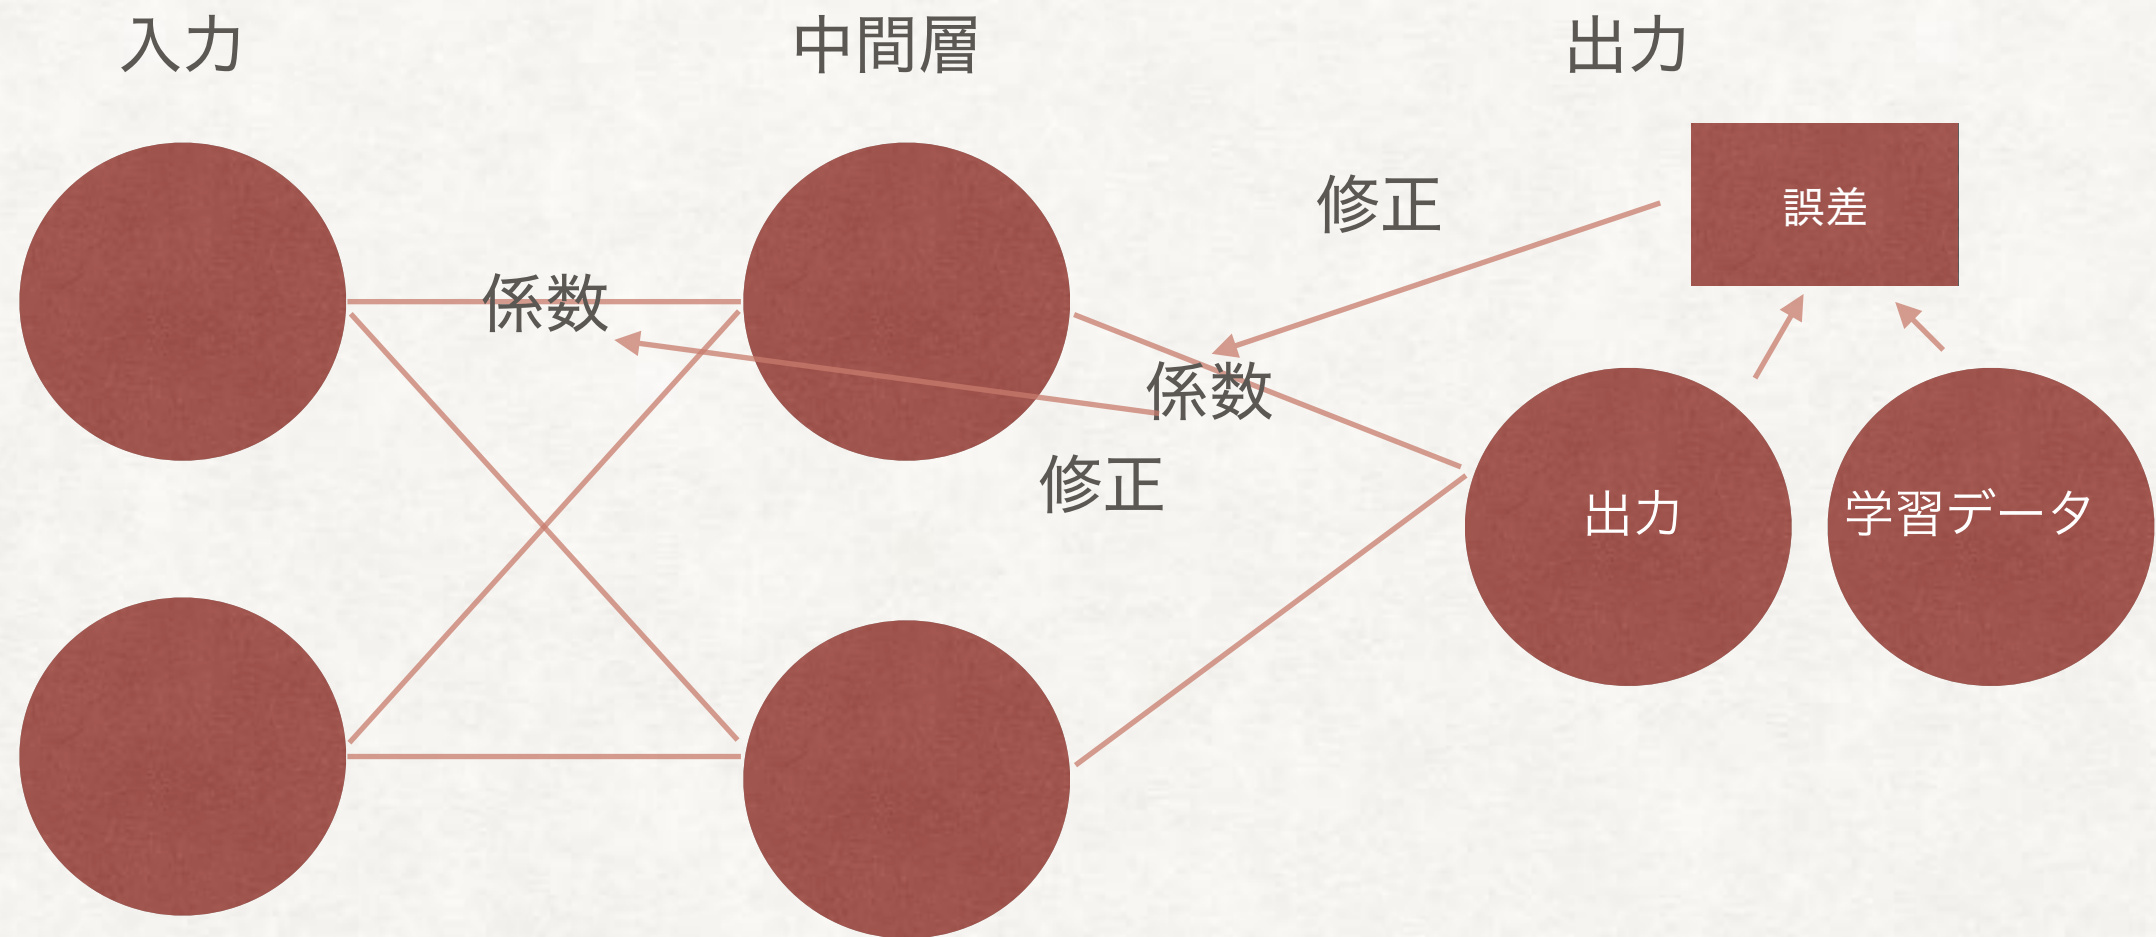 入力
中間層
出力
誤差
修正
係数
係数
修正
出力
学習データ